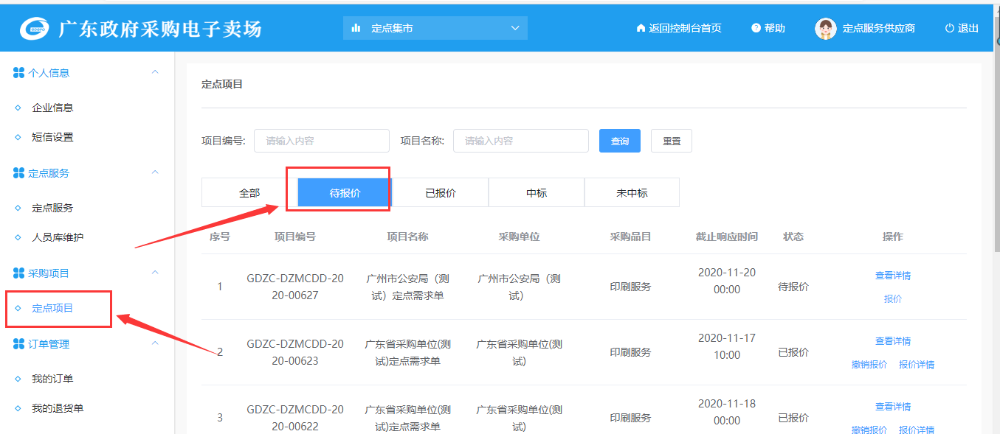 广东政府采购电子卖场
定点集市
返回控制台首页
帮助
定点服务供应商
退出
个人信息
企业信息
短信设置
定点服务
定点服务
人员库维护
采购项目
定点项目
订单管理
我的订单
我的退货单
定点项目
项目编号: 请输入内容 项目名称: 请输入内容 查询 重置
全部 待报价 已报价 中标 未中标
序号 项目编号 项目名称 采购单位 采购品目 截止响应时间 状态 操作
1 GDZC-DZMCDD-20 广州市公安局（测 广州市公安局（测 印刷服务 2020-11-20 待报价 查看详情
20-00627 试）定点需求单 试） 00:00 报价
2 GDZC-DZMCDD-20 广东省采购单位(测 广东省采购单位(测 印刷服务 2020-11-17 已报价 查看详情
20-00623 试)定点需求单 试) 10:00 撤销报价 报价详情
3 GDZC-DZMCDD-20 广东省采购单位(测 广东省采购单位(测 印刷服务 2020-11-18 已报价 查看详情
20-00622 试)定点需求单 试) 00:00 撤销报价 报价详情